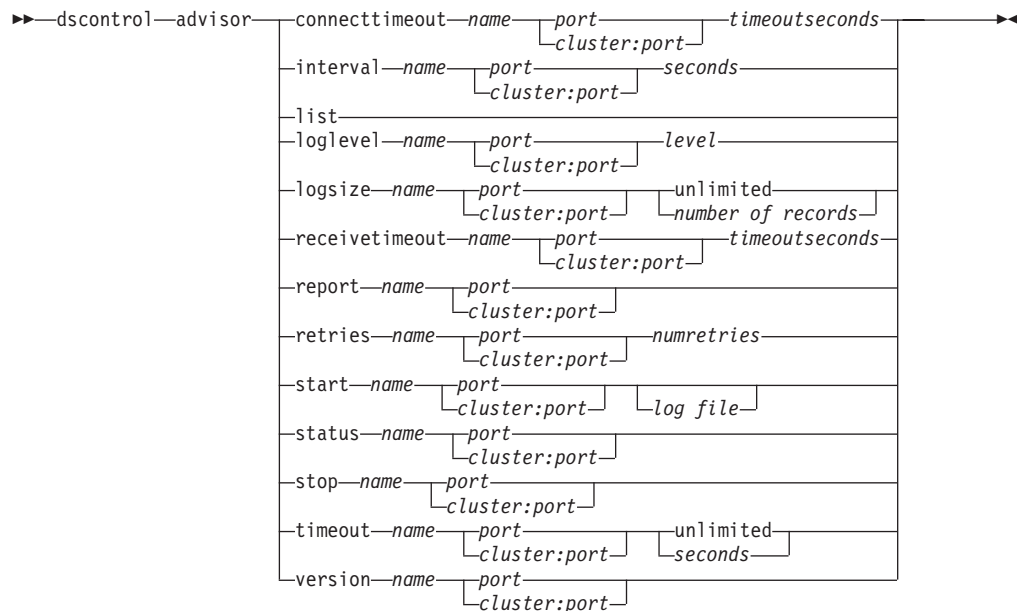 dscontrol advisor connecttimeout name port timeoutseconds
cluster:port
interval name port seconds
cluster:port
list
loglevel name port level
cluster:port
logsize name port unlimited
cluster:port number of records
receivetimeout name port timeoutseconds
cluster:port
report name port
cluster:port
retries name port numretries
cluster:port
start name port
cluster:port log file
status name port
cluster:port
stop name port
cluster:port
timeout name port unlimited
cluster:port seconds
version name port
cluster:port